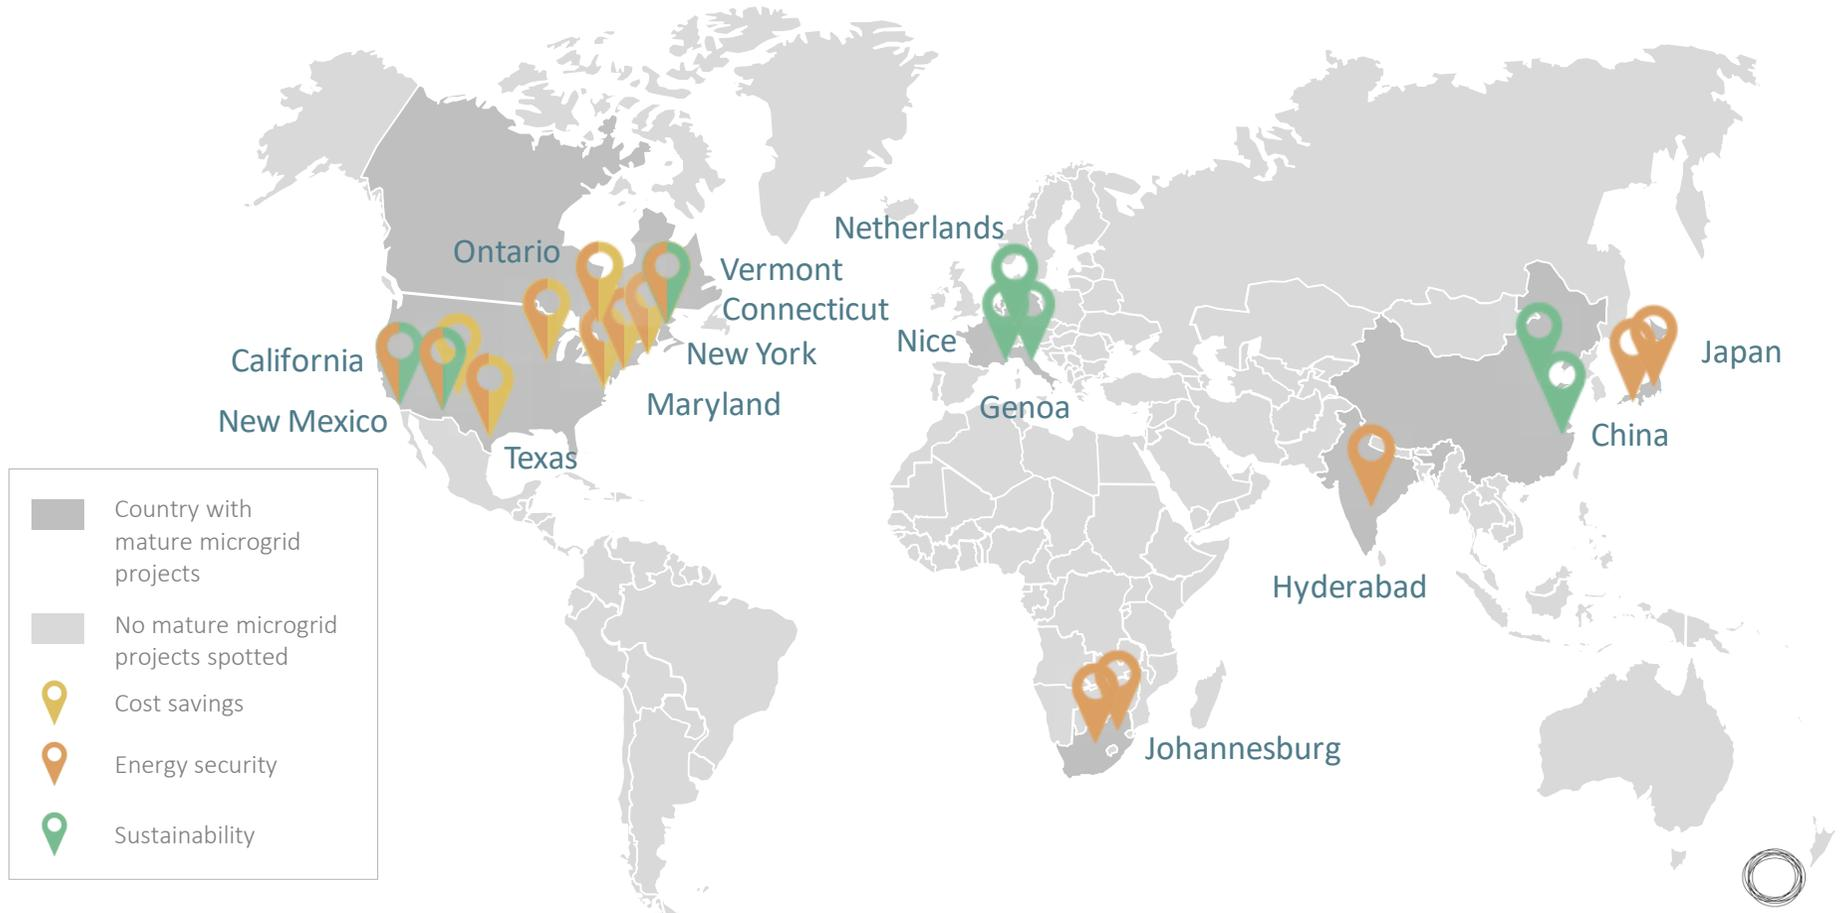 Netherlands
Ontario
Vermont
Connecticut
Nice
New York
California
Japan
Maryland
Genoa
New Mexico
China
Texas
Hyderabad
Johannesburg
Country with
mature microgrid
projects
No mature microgrid
projects spotted
Cost savings
Energy security
Sustainability